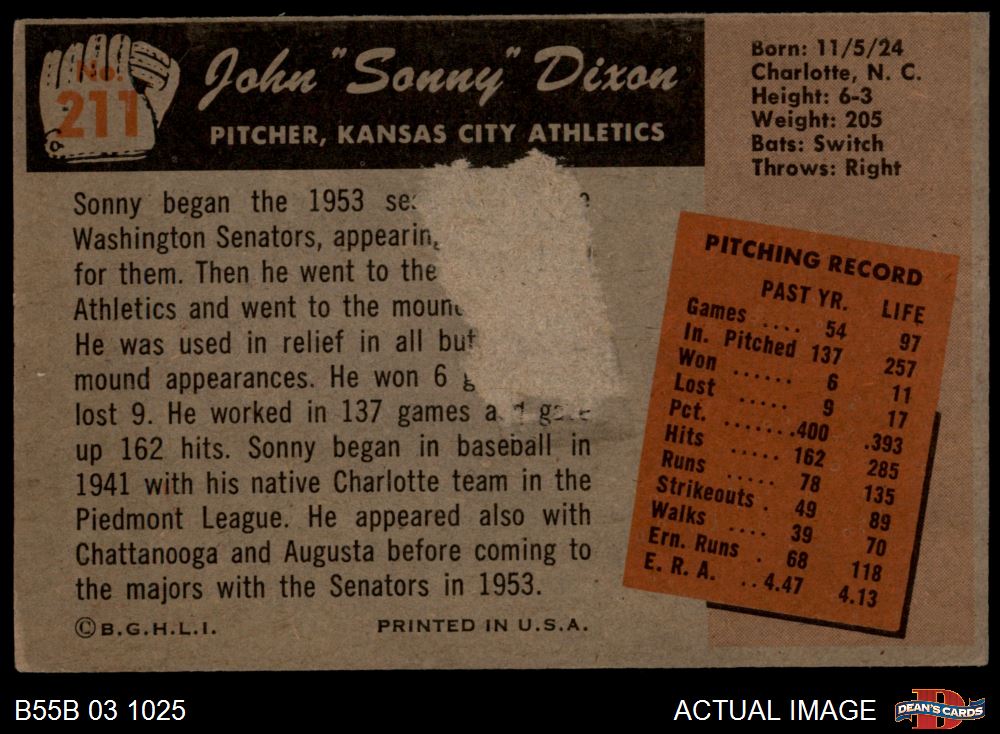 No.
211
John "Sonny" Dixon
PITCHER, KANSAS CITY ATHLETICS
Born: 11/5/24
Charlotte, N. C.
Height: 6-3
Weight: 205
Bats: Switch
Throws: Right
Sonny began the 1953
Washington Senators,
for them. Then he went to the
Athletics and went to the
He was used in relief in all but
mound appearances. He won 6
lost 9. He worked in 137 games
up 162 hits. Sonny began in baseball in
1941 with his native Charlotte team in the
Piedmont League. He appeared also with
Chattanooga and Augusta before coming to
the majors with the Senators in 1953.
©B.G.H.L.I. PRINTED IN U.S.A.
PITCHING RECORD
PAST YR. LIFE
Games .... 54 97
In. Pitched 137 257
Won ...... 6 11
Lost ..... 9 17
Pct. .......400 .393
Hits ..... 162 285
Runs ..... 78 135
Strikeouts . 49 89
Walks .... 39 70
Ern. Runs . 68 118
E. R. A. ..4.47 4.13
B55B 03 1025
ACTUAL IMAGE
DEAN'S CARDS